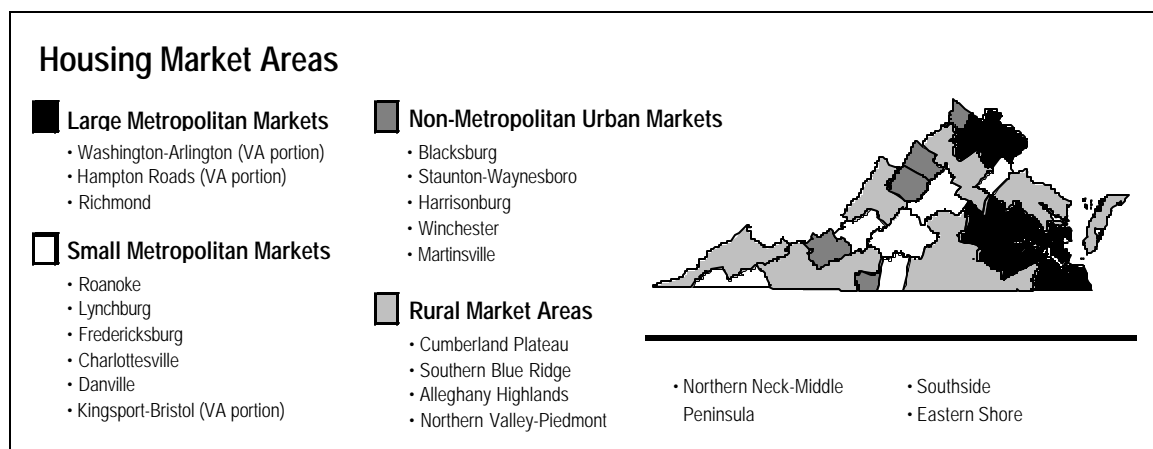 Housing Market Areas
Large Metropolitan Markets
• Washington-Arlington (VA portion)
• Hampton Roads (VA portion)
• Richmond
Small Metropolitan Markets
• Roanoke
• Lynchburg
• Fredericksburg
• Charlottesville
• Danville
• Kingsport-Bristol (VA portion)
Non-Metropolitan Urban Markets
• Blacksburg
• Staunton-Waynesboro
• Harrisonburg
• Winchester
• Martinsville
Rural Market Areas
• Cumberland Plateau
• Southern Blue Ridge
• Alleghany Highlands
• Northern Valley-Piedmont
• Northern Neck-Middle
Peninsula
• Southside
• Eastern Shore